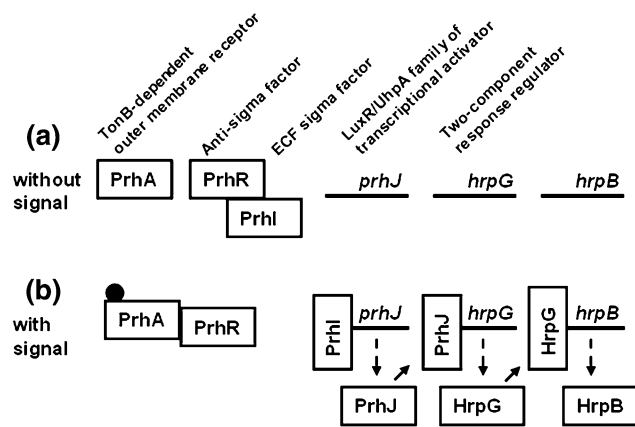 TonB-dependent
outer membrane receptor
Anti-sigma factor
ECF sigma factor
LuxR/UhpA family of
transcriptional activator
Two-component
response regulator
(a)
without
signal
PrhA
PrhR
PrhI
prhJ
hrpG
hrpB
(b)
with
signal
PrhA
PrhR
PrhI
prhJ
PrhJ
hrpG
HrpG
hrpB
PrhJ
HrpG
HrpB